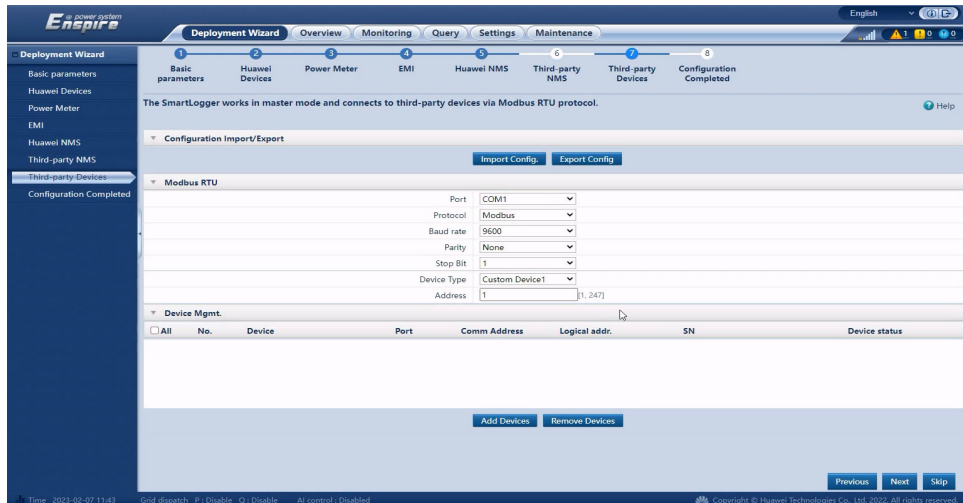 @ power system
Enspire
English
Deployment Wizard Overview Monitoring Query Settings Maintenance
1 0 0
Deployment Wizard
Basic parameters
Huawei Devices
Power Meter
EMI
Huawei NMS
Third-party NMS
Third-party Devices
Configuration Completed
1 2 3 4 5 6 7 8
Basic parameters
Huawei Devices
Power Meter
EMI
Huawei NMS
Third-party NMS
Third-party Devices
Configuration Completed
The SmartLogger works in master mode and connects to third-party devices via Modbus RTU protocol.
Help
Configuration Import/Export
Import Config. Export Config
Modbus RTU
Port COM1
Protocol Modbus
Baud rate 9600
Parity None
Stop Bit 1
Device Type Custom Device1
Address 1 [1, 247]
Device Mgmt.
All No. Device Port Comm Address Logical addr. SN Device status
Add Devices Remove Devices
Previous Next Skip
Time 2023-02-07 11:43 Grid dispatch P : Disable Q : Disable AI control : Disabled Copyright © Huawei Technologies Co., Ltd. 2022. All rights reserved.